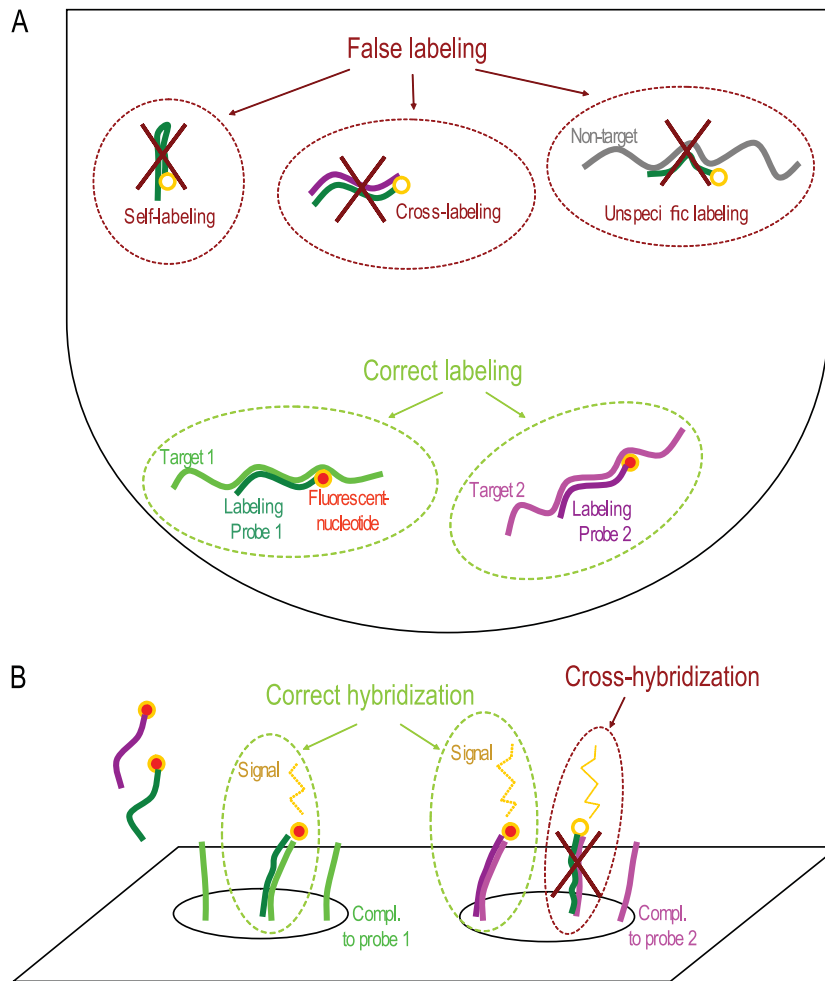 A
False labeling
Non-target
Self-labeling
Cross-labeling
Unspeci fic labeling
Correct labeling
Target 1
Labeling
Probe 1
Fluorescent-
nucleotide
Target 2
Labeling
Probe 2
B
Correct hybridization
Cross-hybridization
Signal
Signal
Compl.
to probe 1
Compl.
to probe 2